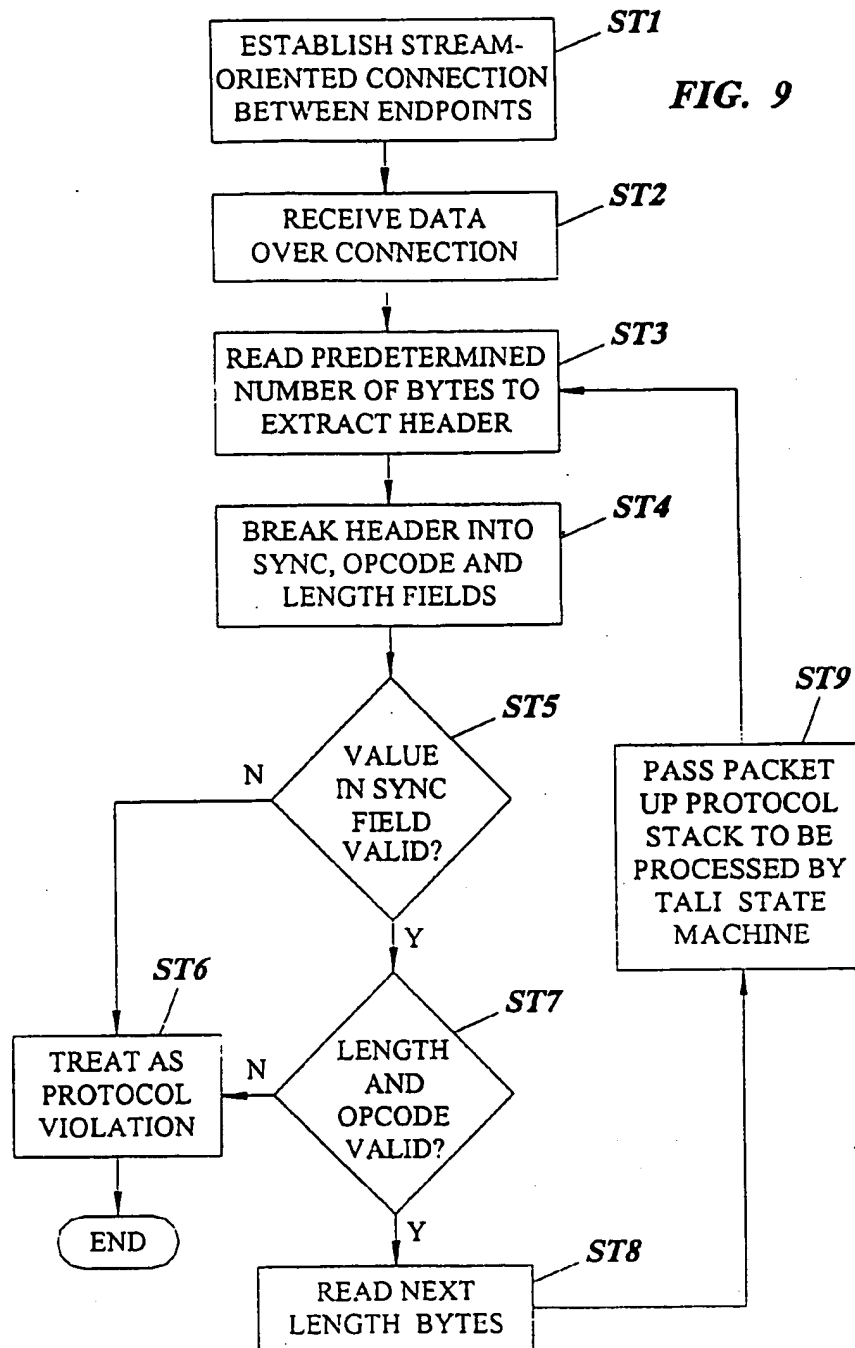 ST1
ESTABLISH STREAM-
ORIENTED CONNECTION
BETWEEN ENDPOINTS
FIG. 9
ST2
RECEIVE DATA
OVER CONNECTION
ST3
READ PREDETERMINED
NUMBER OF BYTES TO
EXTRACT HEADER
ST4
BREAK HEADER INTO
SYNC, OPCODE AND
LENGTH FIELDS
ST5
VALUE
IN SYNC
FIELD
VALID?
N
Y
ST6
TREAT AS
PROTOCOL
VIOLATION
END
ST7
LENGTH
AND
OPCODE
VALID?
N
Y
ST8
READ NEXT
LENGTH BYTES
ST9
PASS PACKET
UP PROTOCOL
STACK TO BE
PROCESSED BY
TALI STATE
MACHINE